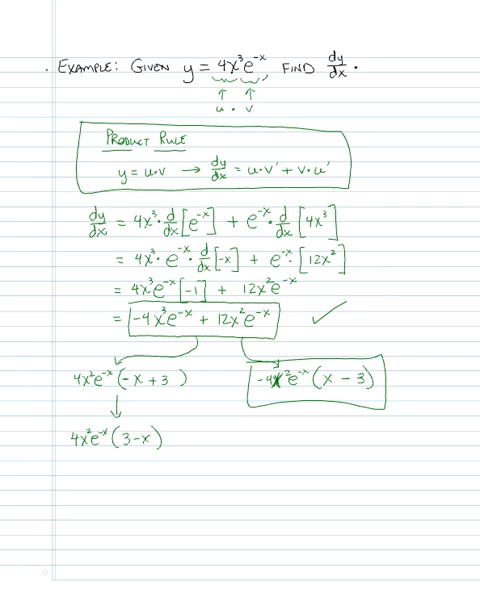 . EXAMPLE: GIVEN y = 4x³e⁻ˣ, FIND dy/dx .
↑ ↑
u . v
PRODUCT RULE
y = u·v → dy/dx = u·v' + v·u'
dy/dx = 4x³· d/dx [e⁻ˣ] + e⁻ˣ· d/dx [4x³]
= 4x³· e⁻ˣ· d/dx [-x] + e⁻ˣ· [12x²]
= 4x³e⁻ˣ [-1] + 12x²e⁻ˣ
= -4x³e⁻ˣ + 12x²e⁻ˣ ✓
4x²e⁻ˣ (-x + 3) -4x²e⁻ˣ (x - 3)
↓
4x²e⁻ˣ (3-x)